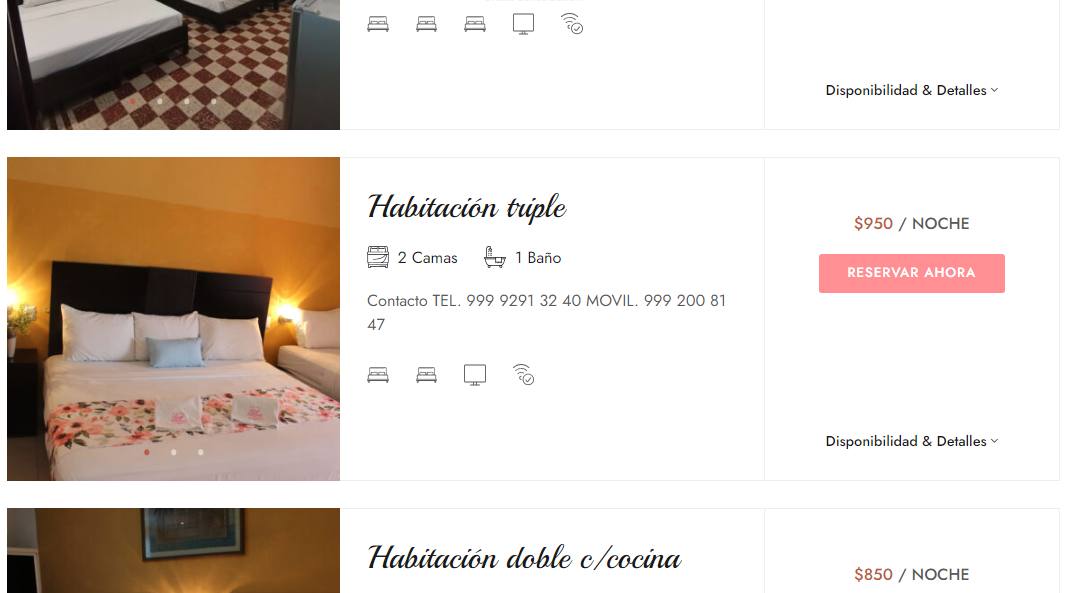 Disponibilidad & Detalles
Habitación triple
2 Camas 1 Baño
Contacto TEL. 999 9291 32 40 MOVIL. 999 200 81
47
$950 / NOCHE
RESERVAR AHORA
Disponibilidad & Detalles
Habitación doble c/cocina
$850 / NOCHE